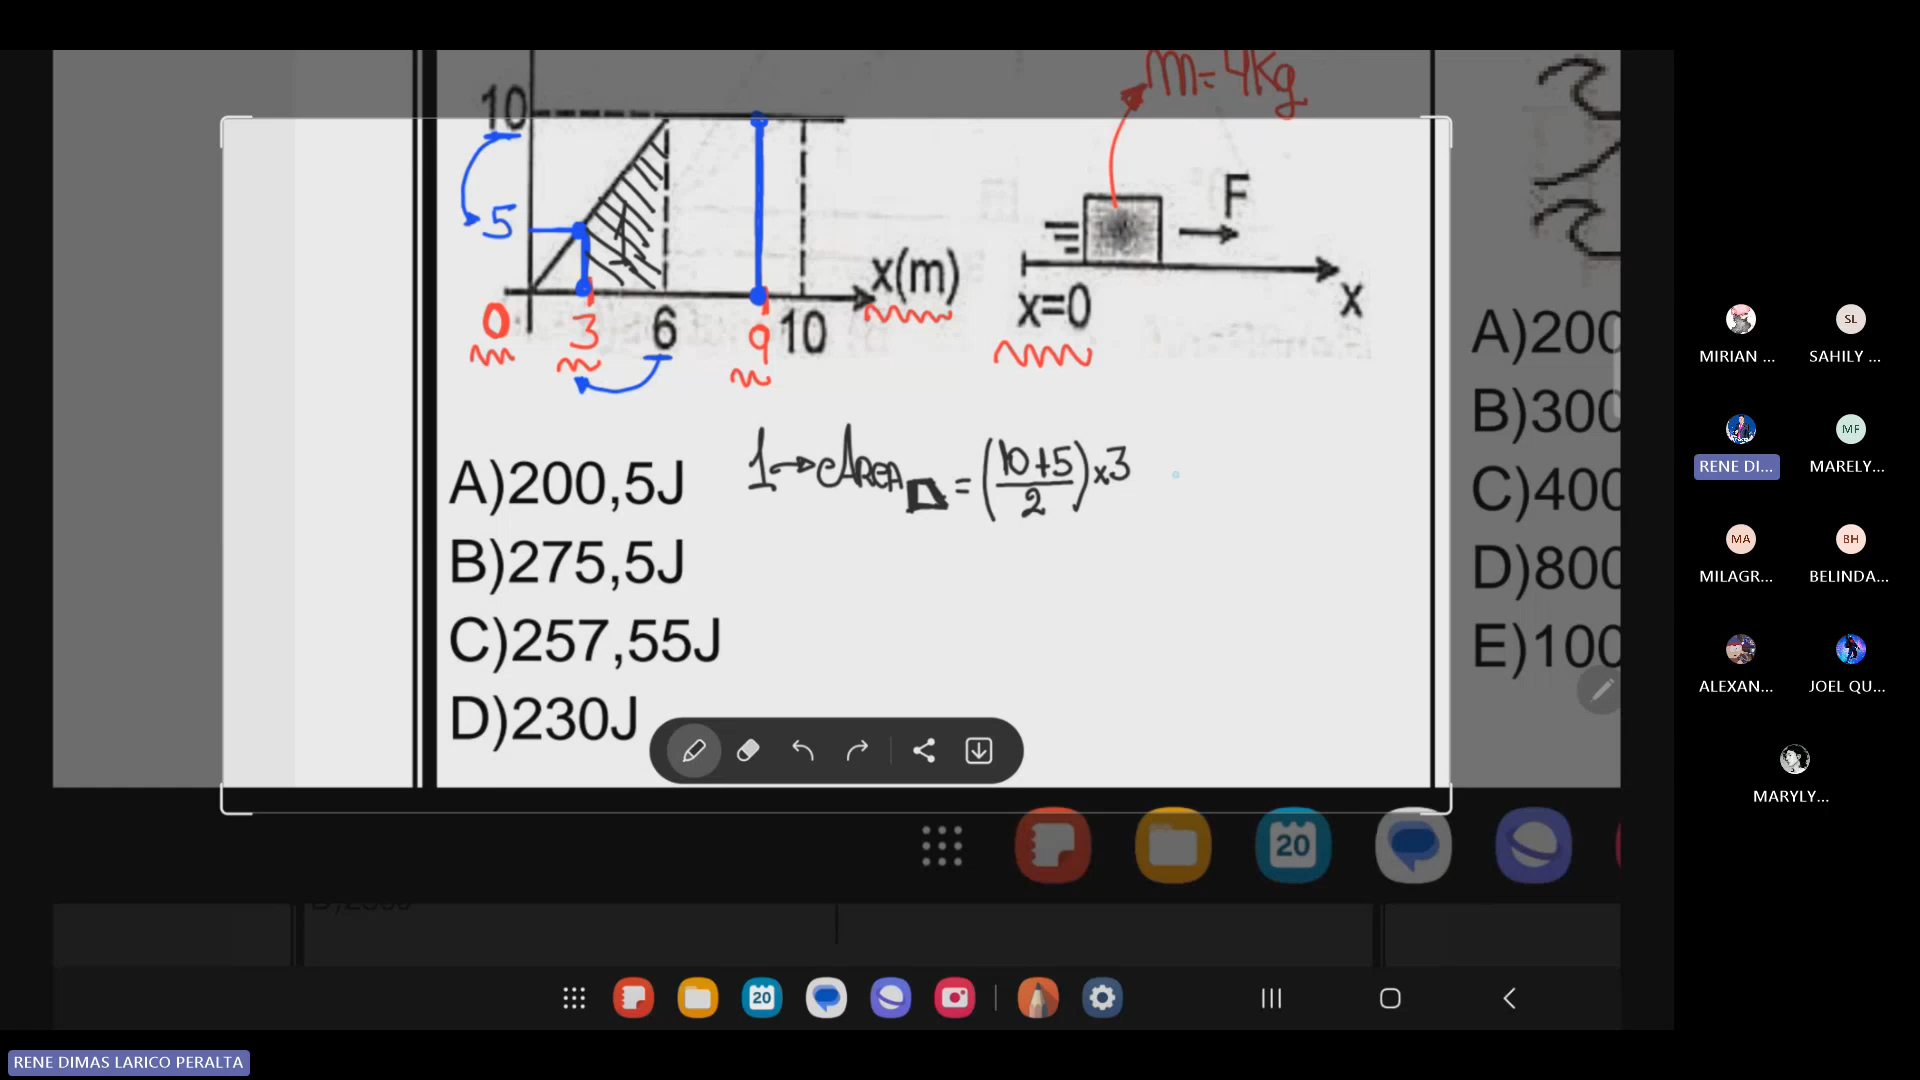 m=4Kg
10
5
F
x(m)
0 3 6 9 10
x=0
x
1→Area = (10+5/2)x3
A)200,5J
B)275,5J
C)257,55J
D)230J
A)200
B)300
C)400
D)800
E)100
20
20
MIRIAN ...
SL
SAHILY ...
RENE DI...
MF
MARELY...
MA
MILAGR...
BH
BELINDA...
ALEXAN...
JOEL QU...
MARYLY...
RENE DIMAS LARICO PERALTA